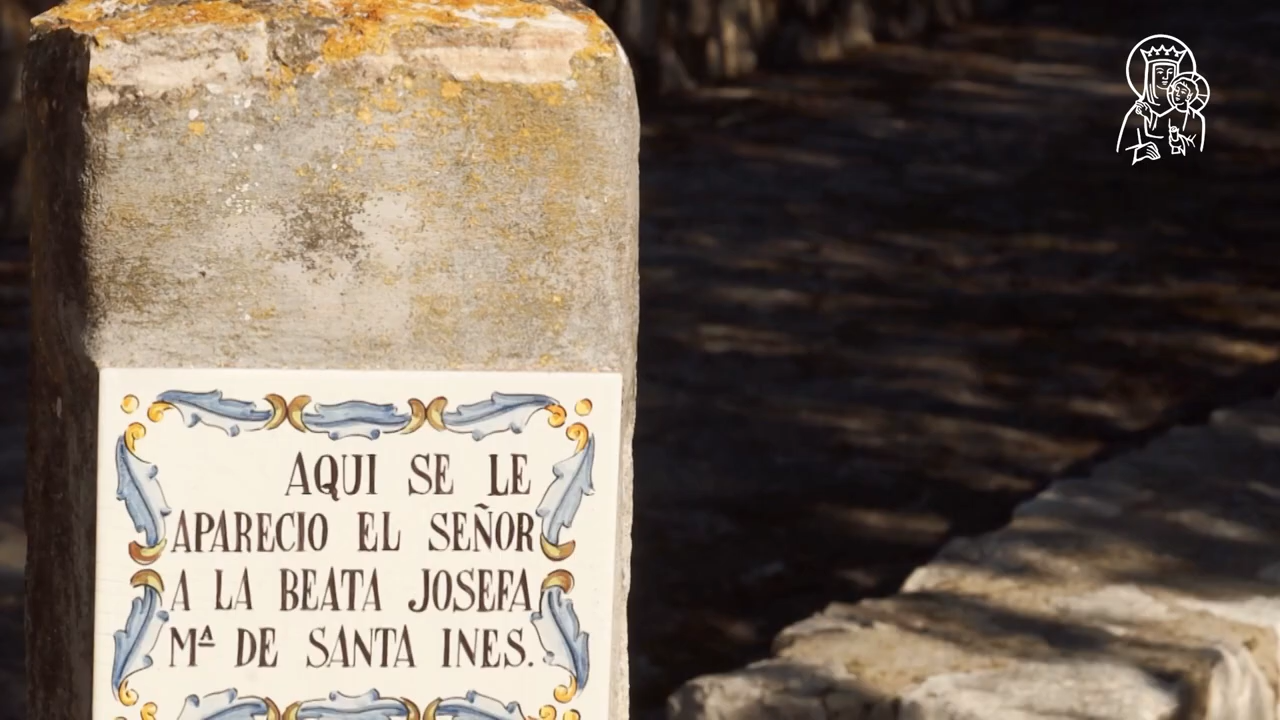 AQUI SE LE
APARECIO EL SEÑOR
A LA BEATA JOSEFA
Mª DE SANTA INES.